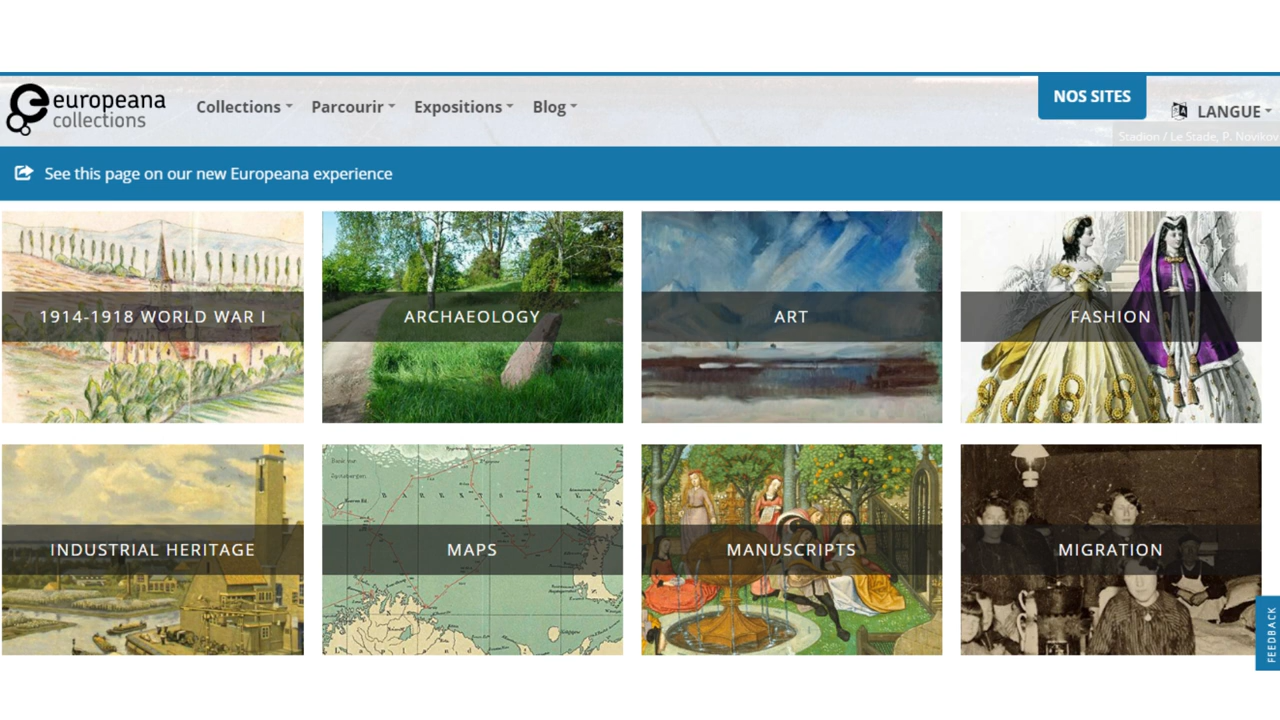 europeana
collections
Collections
Parcourir
Expositions
Blog
NOS SITES
LANGUE
Stadion / Le Stade, P. Novikov
See this page on our new Europeana experience
1914-1918 WORLD WAR I
ARCHAEOLOGY
ART
FASHION
INDUSTRIAL HERITAGE
MAPS
MANUSCRIPTS
MIGRATION
FEEDBACK